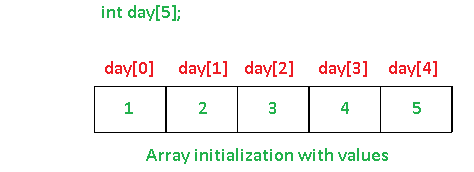 int day[5];
day[0] day[1] day[2] day[3] day[4]
1 2 3 4 5
Array initialization with values